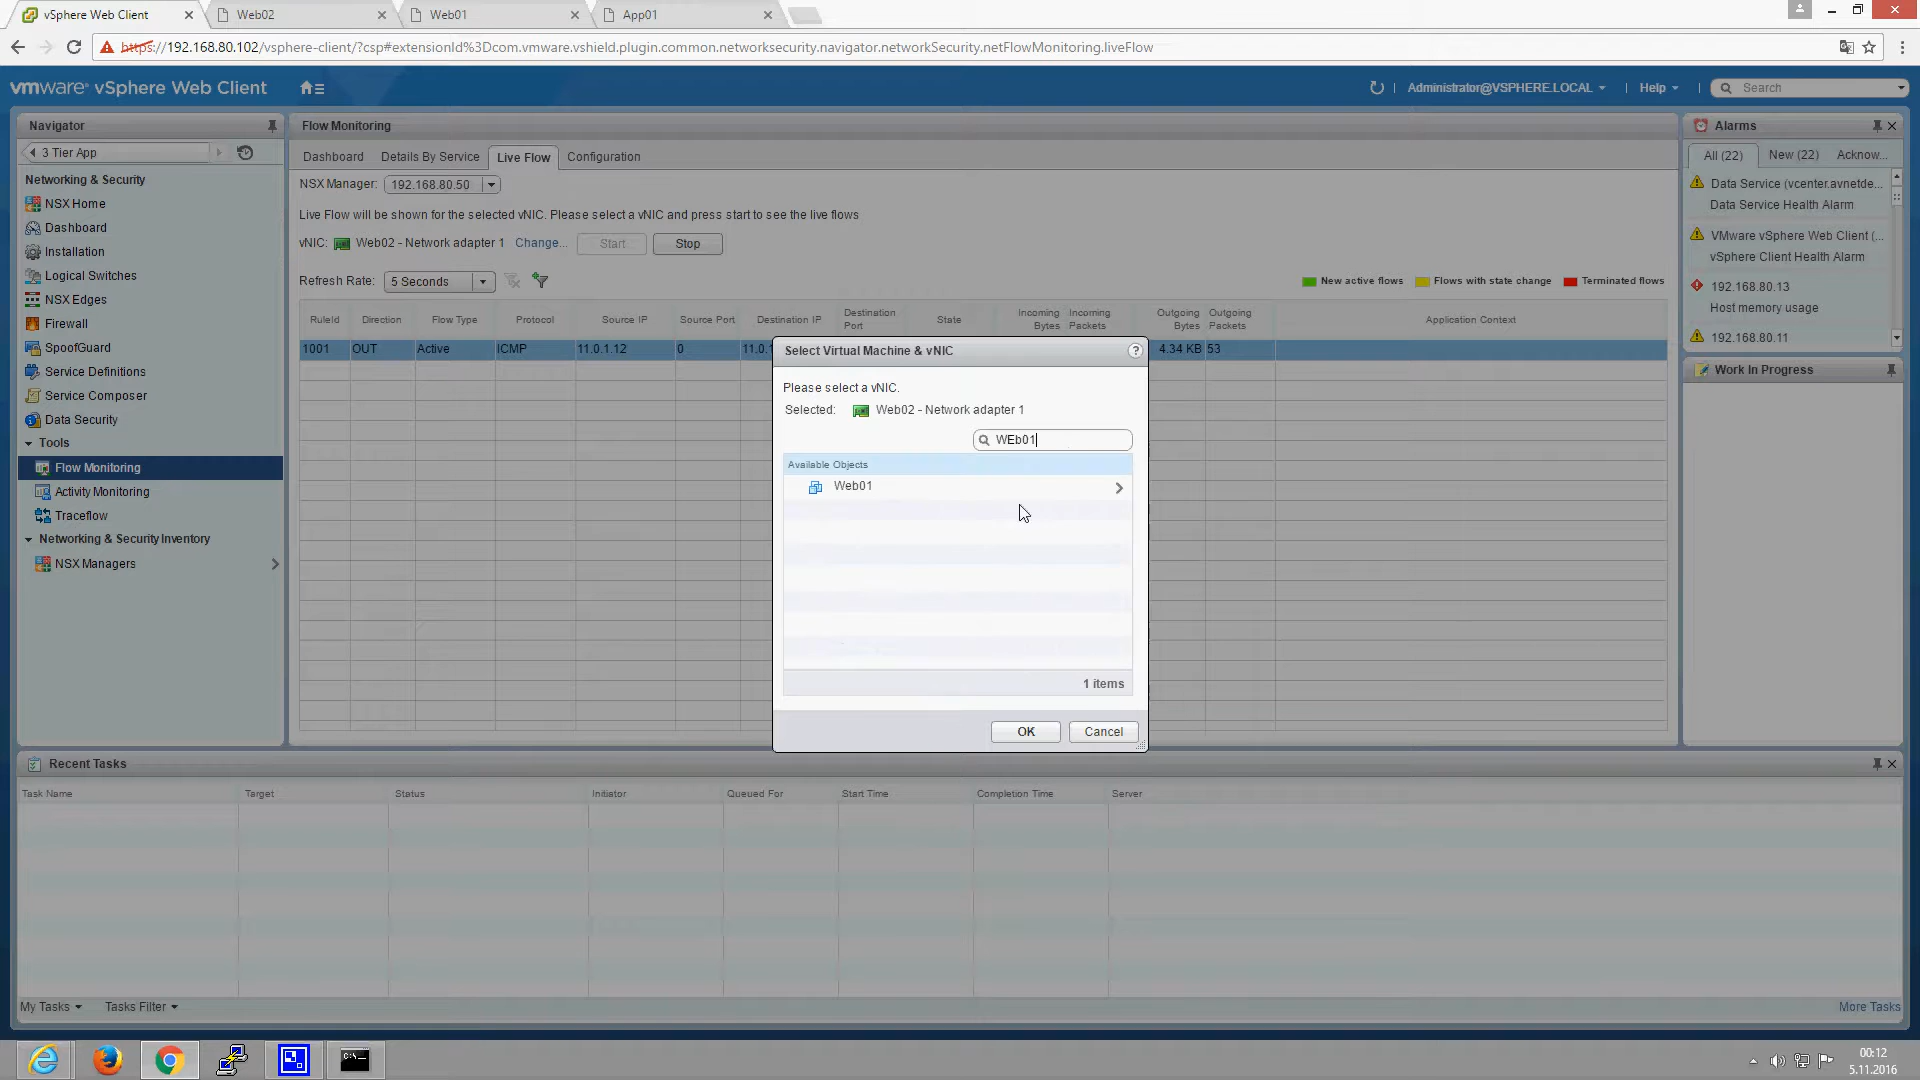 vSphere Web Client
Web02
Web01
App01
https://192.168.80.102/vsphere-client/?csp#extensionId%3Dcom.vmware.vshield.plugin.common.networksecurity.navigator.networkSecurity.netFlowMonitoring.liveFlow
vmware® vSphere Web Client
Administrator@VSPHERE.LOCAL
Help
Search
Navigator
3 Tier App
Networking & Security
NSX Home
Dashboard
Installation
Logical Switches
NSX Edges
Firewall
SpoofGuard
Service Definitions
Service Composer
Data Security
Tools
Flow Monitoring
Activity Monitoring
Traceflow
Networking & Security Inventory
NSX Managers
Flow Monitoring
Dashboard
Details By Service
Live Flow
Configuration
NSX Manager: 192.168.80.50
Live Flow will be shown for the selected vNIC. Please select a vNIC and press start to see the live flows
vNIC: Web02 - Network adapter 1 Change... Start Stop
Refresh Rate: 5 Seconds
New active flows
Flows with state change
Terminated flows
RuleId Direction Flow Type Protocol Source IP Source Port Destination IP Destination Port State Incoming Bytes Incoming Packets Outgoing Bytes Outgoing Packets Application Context
1001 OUT Active ICMP 11.0.1.12 0 11.0. 4.34 KB 53
Select Virtual Machine & vNIC
?
Please select a vNIC.
Selected: Web02 - Network adapter 1
WEb01
Available Objects
Web01
1 items
OK
Cancel
Alarms
All (22)
New (22)
Acknow...
Data Service (vcenter.avnetde...
Data Service Health Alarm
VMware vSphere Web Client (...
vSphere Client Health Alarm
192.168.80.13
Host memory usage
192.168.80.11
Work In Progress
Recent Tasks
Task Name Target Status Initiator Queued For Start Time Completion Time Server
My Tasks
Tasks Filter
More Tasks
00:12
5.11.2016